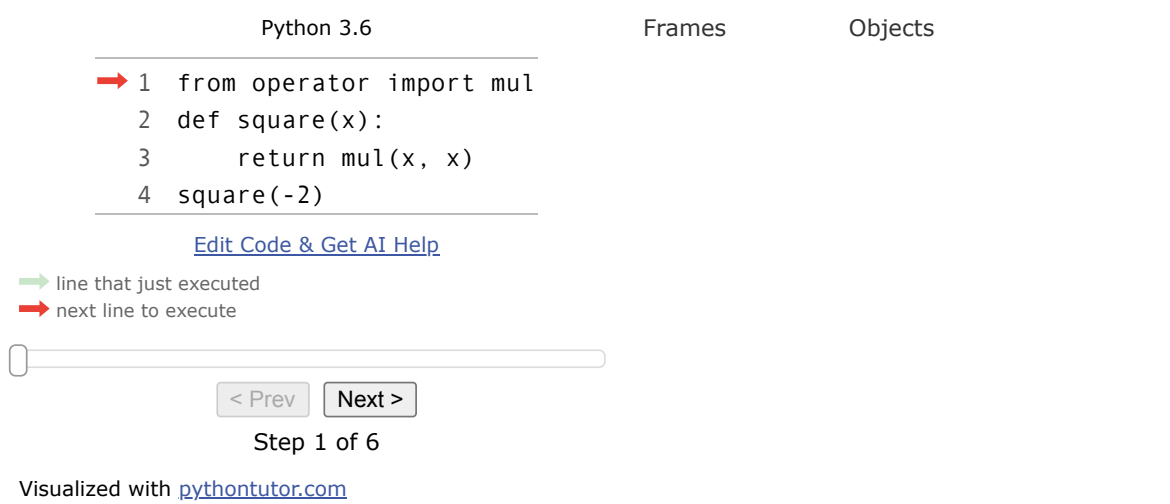 Python 3.6
Frames Objects
1 from operator import mul
2 def square(x):
3     return mul(x, x)
4 square(-2)
Edit Code & Get AI Help
line that just executed
next line to execute
< Prev Next >
Step 1 of 6
Visualized with pythontutor.com